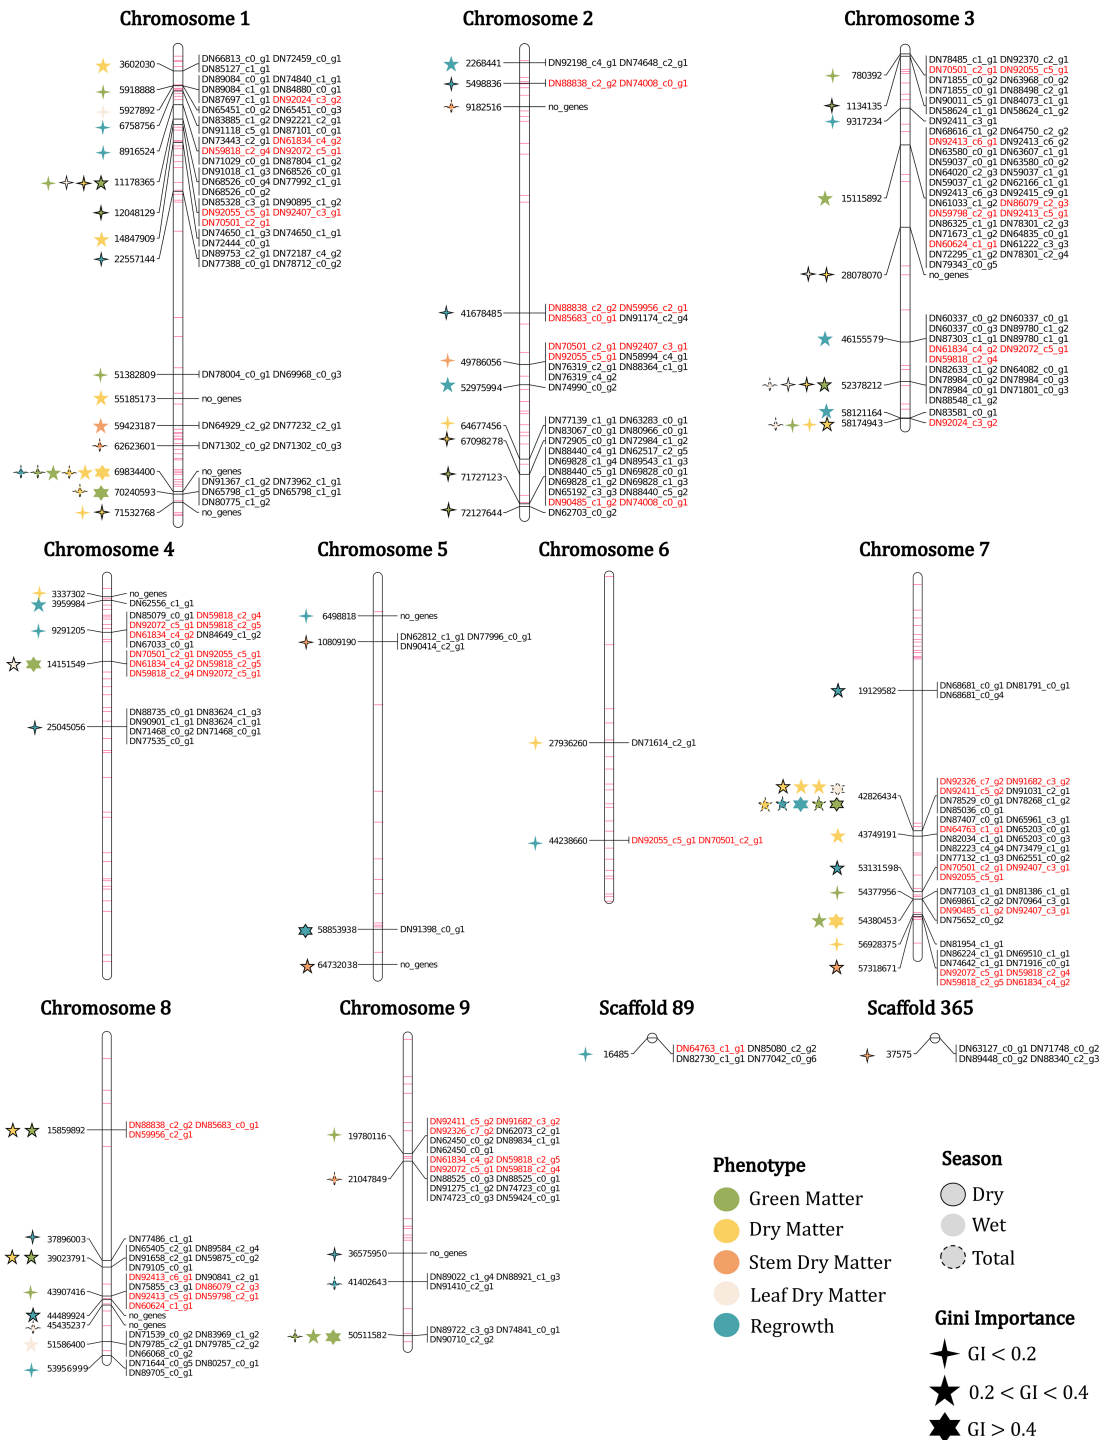 Chromosome 1
3602030
5918888
5927892
6758756
8916524
11178365
12048129
14847909
22557144
51382809
55185173
59423187
62623601
69834400
70240593
71532768
DN66813_c0_g1 DN72459_c0_g1
DN85127_c1_g1
DN89084_c0_g1 DN74840_c1_g1
DN89084_c1_g1 DN84880_c0_g1
DN87697_c1_g1 DN92024_c3_g2
DN65451_c0_g2 DN65451_c0_g3
DN83885_c1_g2 DN92221_c2_g1
DN91118_c5_g1 DN87101_c0_g1
DN73443_c2_g1 DN61834_c4_g2
DN59818_c2_g4 DN92072_c5_g1
DN71029_c0_g1 DN87804_c1_g2
DN91018_c1_g3 DN68526_c0_g1
DN68526_c0_g4 DN77992_c1_g1
DN68526_c0_g2
DN85328_c3_g1 DN90895_c1_g2
DN92055_c5_g1 DN92407_c3_g1
DN70501_c2_g1
DN74650_c1_g3 DN74650_c1_g1
DN72444_c0_g1
DN89753_c2_g1 DN72187_c4_g2
DN77388_c0_g1 DN78712_c0_g2
DN78004_c0_g1 DN69968_c0_g3
no_genes
DN64929_c2_g2 DN77232_c2_g1
DN71302_c0_g2 DN71302_c0_g3
no_genes
DN91367_c1_g2 DN73962_c1_g1
DN65798_c1_g5 DN65798_c1_g1
DN80775_c1_g2
no_genes
Chromosome 2
2268441
5498836
9182516
41678485
49786056
52975994
64677456
67098278
71727123
72127644
DN92198_c4_g1 DN74648_c2_g1
DN88838_c2_g2 DN74008_c0_g1
no_genes
DN88838_c2_g2 DN59956_c2_g1
DN85683_c0_g1 DN91174_c2_g4
DN70501_c2_g1 DN92407_c3_g1
DN92055_c5_g1 DN58994_c4_g1
DN76319_c2_g1 DN88364_c1_g1
DN76319_c4_g2
DN74990_c0_g2
DN77139_c1_g1 DN63283_c0_g1
DN83067_c0_g1 DN80966_c0_g1
DN72905_c0_g1 DN72984_c1_g2
DN88440_c4_g1 DN62517_c2_g5
DN69828_c1_g4 DN89543_c1_g3
DN88440_c5_g1 DN69828_c0_g1
DN69828_c1_g2 DN69828_c1_g3
DN65192_c3_g3 DN88440_c5_g2
DN90485_c1_g2 DN74008_c0_g1
DN62703_c0_g2
Chromosome 3
780392
1134135
9317234
15115892
28078070
46155579
52378212
58121164
58174943
DN78485_c1_g1 DN92370_c2_g1
DN70501_c2_g1 DN92055_c5_g1
DN71855_c0_g2 DN63968_c0_g2
DN71855_c0_g1 DN88498_c2_g1
DN90011_c5_g1 DN84073_c1_g1
DN58624_c1_g1 DN58624_c1_g2
DN92411_c3_g1
DN68616_c1_g2 DN64750_c2_g2
DN92413_c6_g1 DN92413_c6_g2
DN63580_c0_g1 DN63607_c1_g1
DN59037_c0_g1 DN63580_c0_g2
DN64020_c2_g3 DN59037_c1_g1
DN59037_c1_g2 DN62166_c1_g1
DN92413_c6_g3 DN92415_c9_g1
DN61033_c1_g2 DN86079_c2_g3
DN59798_c2_g1 DN92413_c5_g1
DN86325_c1_g1 DN78301_c2_g3
DN71673_c1_g2 DN64835_c0_g1
DN60624_c1_g1 DN61222_c3_g3
DN72295_c1_g2 DN78301_c2_g4
DN79343_c0_g5
no_genes
DN60337_c0_g2 DN60337_c0_g1
DN60337_c0_g3 DN89780_c1_g2
DN87303_c1_g1 DN89780_c1_g1
DN61834_c4_g2 DN92072_c5_g1
DN59818_c2_g4
DN82633_c1_g2 DN64082_c0_g1
DN78984_c0_g2 DN78984_c0_g3
DN78984_c0_g1 DN71801_c0_g3
DN88548_c1_g2
DN83581_c0_g1
DN92024_c3_g2
Chromosome 4
3337302
3959984
9291205
14151549
25045056
no_genes
DN62556_c1_g1
DN85079_c0_g1 DN59818_c2_g4
DN92072_c5_g1 DN59818_c2_g5
DN61834_c4_g2 DN84649_c1_g2
DN67033_c0_g1
DN70501_c2_g1 DN92055_c5_g1
DN61834_c4_g2 DN59818_c2_g5
DN59818_c2_g4 DN92072_c5_g1
DN88735_c0_g1 DN83624_c1_g3
DN90901_c1_g1 DN83624_c1_g1
DN71468_c0_g2 DN71468_c0_g1
DN77535_c0_g1
Chromosome 5
6498818
10809190
58853938
64732038
no_genes
DN62812_c1_g1 DN77996_c0_g1
DN90414_c2_g1
DN91398_c0_g1
no_genes
Chromosome 6
27936260
44238660
DN71614_c2_g1
DN92055_c5_g1 DN70501_c2_g1
Chromosome 7
19129582
42826434
43749191
53131598
54377956
54380453
56928375
57318671
DN68681_c0_g1 DN81791_c0_g1
DN68681_c0_g4
DN92326_c7_g2 DN91682_c3_g2
DN92411_c5_g2 DN91031_c2_g1
DN78529_c0_g1 DN78268_c1_g2
DN85036_c0_g1
DN87407_c0_g1 DN65961_c3_g1
DN64763_c1_g1 DN65203_c0_g1
DN82034_c1_g1 DN65203_c0_g3
DN82223_c4_g4 DN73479_c1_g1
DN77132_c1_g3 DN62551_c0_g2
DN70501_c2_g1 DN92407_c3_g1
DN92055_c5_g1
DN77103_c1_g1 DN81386_c1_g1
DN69861_c2_g2 DN70964_c3_g1
DN90485_c1_g2 DN92407_c3_g1
DN75652_c0_g2
DN81954_c1_g1
DN86224_c1_g1 DN69510_c1_g1
DN74642_c1_g1 DN71916_c0_g1
DN92072_c5_g1 DN59818_c2_g4
DN59818_c2_g5 DN61834_c4_g2
Chromosome 8
15859892
37896003
39023791
43907416
44489924
45435237
51586400
53956999
DN88838_c2_g2 DN85683_c0_g1
DN59956_c2_g1
DN77486_c1_g1
DN65405_c2_g1 DN89584_c2_g4
DN91658_c2_g1 DN59875_c0_g2
DN79105_c0_g1
DN92413_c6_g1 DN90841_c2_g1
DN75855_c3_g1 DN86079_c2_g3
DN92413_c5_g1 DN59798_c2_g1
DN60624_c1_g1
no_genes
no_genes
DN71539_c0_g2 DN83969_c1_g2
DN79785_c2_g1 DN79785_c2_g2
DN66068_c0_g2
DN71644_c0_g5 DN80257_c0_g1
DN89705_c0_g1
Chromosome 9
19780116
21047849
36575950
41402643
50511582
DN92411_c5_g2 DN91682_c3_g2
DN92326_c7_g2 DN62073_c2_g1
DN62450_c0_g2 DN89834_c1_g1
DN62450_c0_g1
DN61834_c4_g2 DN59818_c2_g5
DN92072_c5_g1 DN59818_c2_g4
DN88525_c0_g3 DN88525_c0_g1
DN91275_c1_g2 DN74723_c0_g1
DN74723_c0_g3 DN59424_c0_g1
no_genes
DN89022_c1_g4 DN88921_c1_g3
DN91410_c2_g1
DN89722_c3_g3 DN74841_c0_g1
DN90710_c2_g2
Scaffold 89
16485
DN64763_c1_g1 DN85080_c2_g2
DN82730_c1_g1 DN77042_c0_g6
Scaffold 365
37575
DN63127_c0_g1 DN71748_c0_g2
DN89448_c0_g2 DN88340_c2_g3
Phenotype
Green Matter
Dry Matter
Stem Dry Matter
Leaf Dry Matter
Regrowth
Season
Dry
Wet
Total
Gini Importance
GI < 0.2
0.2 < GI < 0.4
GI > 0.4